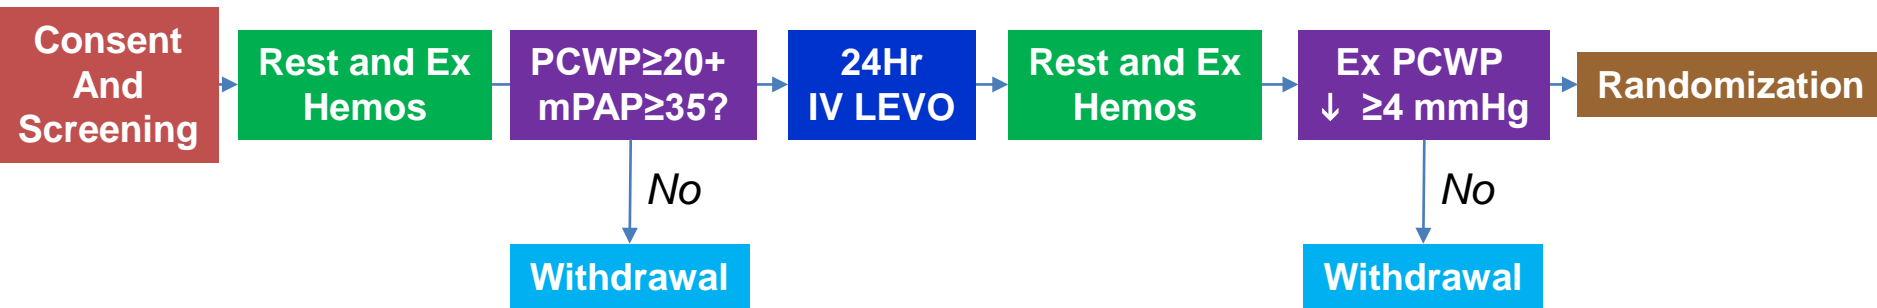 Consent
And
Screening
Rest and Ex
Hemos
PCWP≥20+
mPAP≥35?
24Hr
IV LEVO
Rest and Ex
Hemos
Ex PCWP
↓ ≥4 mmHg
Randomization
No
No
Withdrawal
Withdrawal